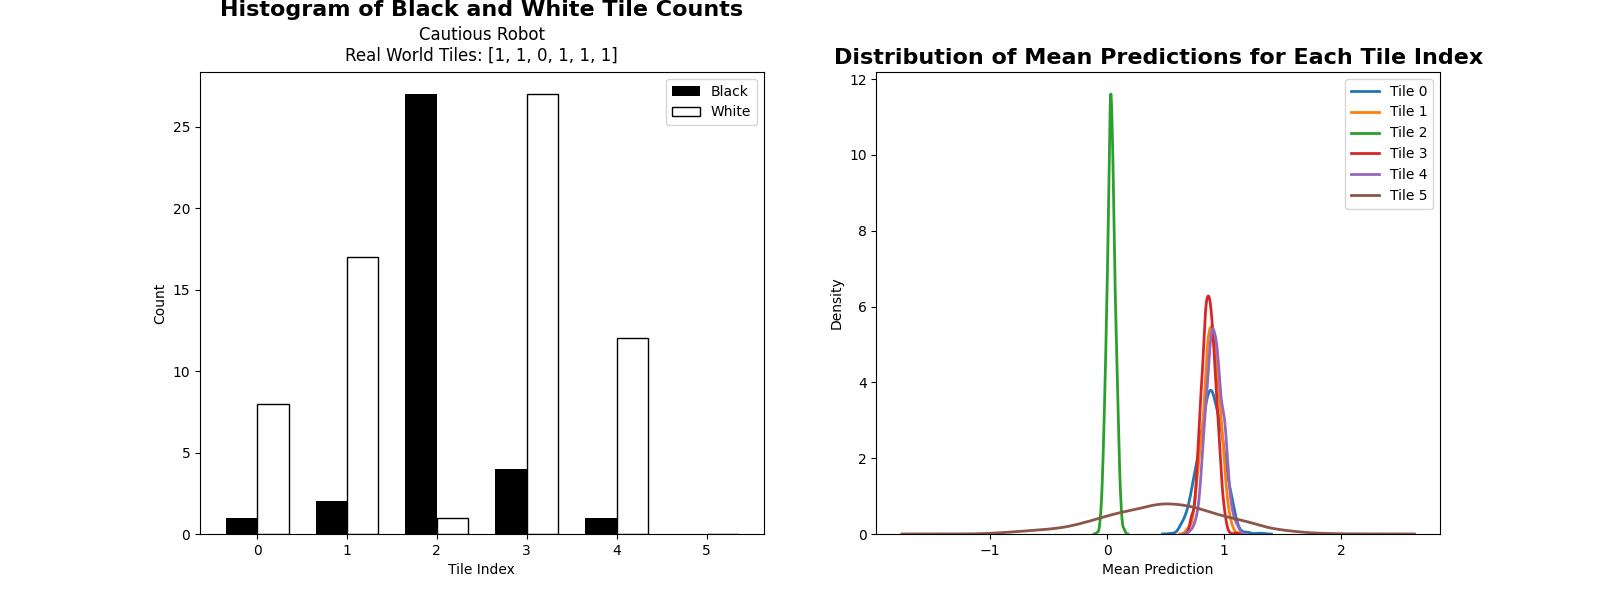 Histogram of Black and White Tile Counts
Cautious Robot
Real World Tiles: [1, 1, 0, 1, 1, 1]
Black
White
25
20
15
10
5
0
Count
0 1 2 3 4 5
Tile Index
Distribution of Mean Predictions for Each Tile Index
Tile 0
Tile 1
Tile 2
Tile 3
Tile 4
Tile 5
12
10
8
6
4
2
0
Density
−1 0 1 2
Mean Prediction